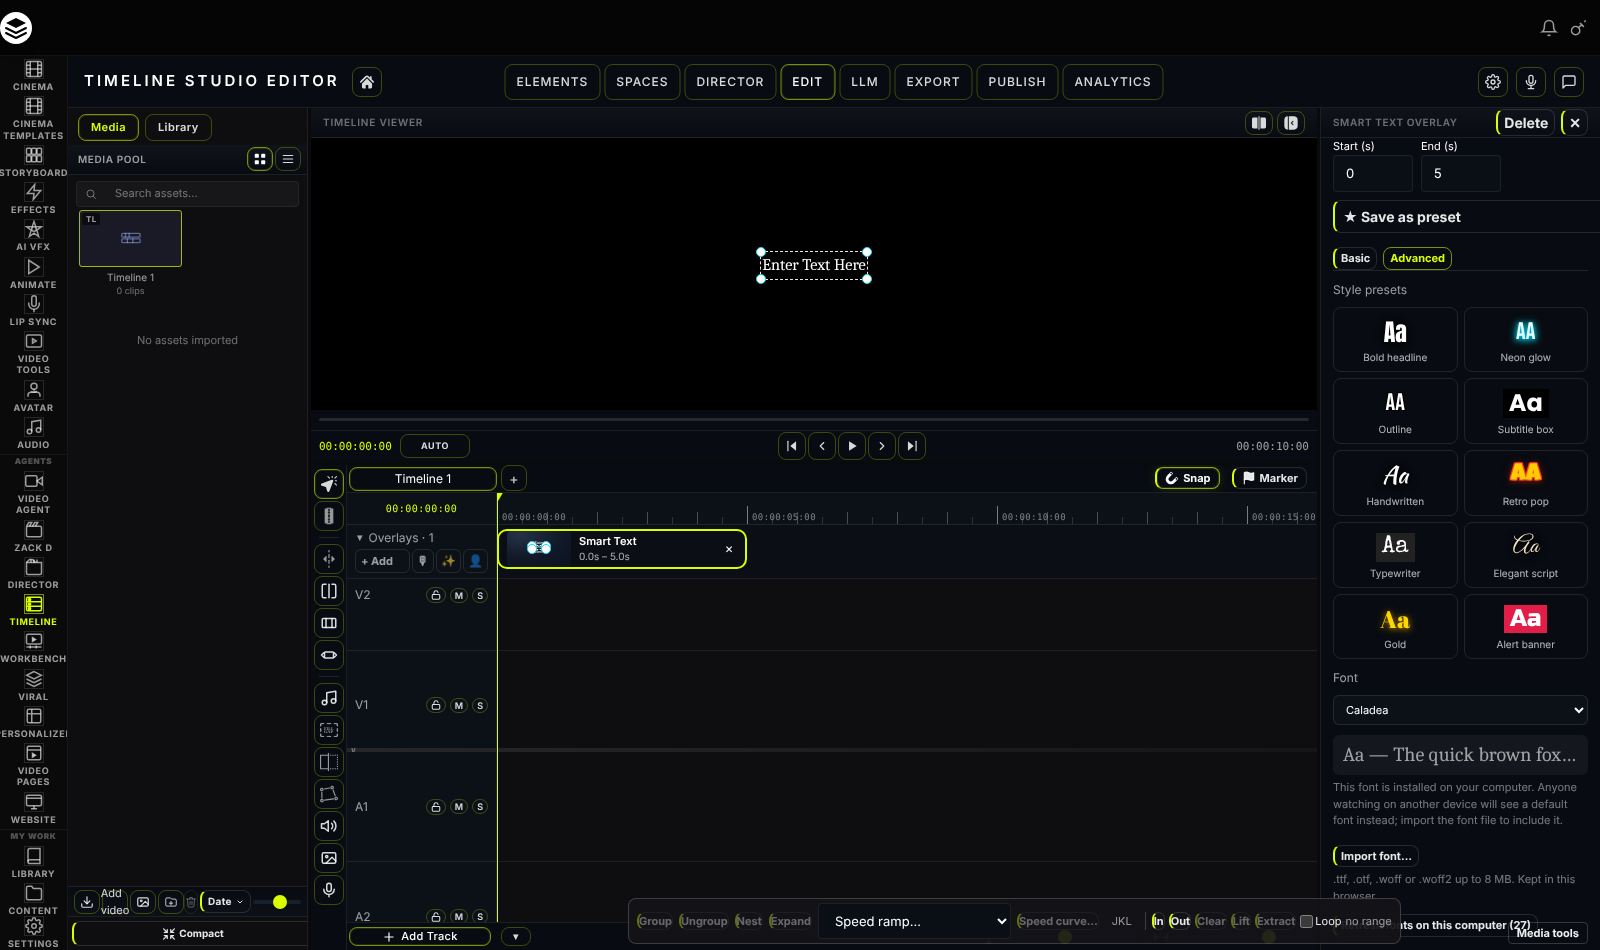 TIMELINE STUDIO EDITOR
ELEMENTS
SPACES
DIRECTOR
EDIT
LLM
EXPORT
PUBLISH
ANALYTICS
CINEMA
CINEMA
TEMPLATES
STORYBOARD
EFFECTS
AI VFX
ANIMATE
LIP SYNC
VIDEO
TOOLS
AVATAR
AUDIO
AGENTS
VIDEO
AGENT
ZACK D
DIRECTOR
TIMELINE
WORKBENCH
VIRAL
PERSONALIZE
VIDEO
PAGES
WEBSITE
MY WORK
LIBRARY
CONTENT
SETTINGS
Media
Library
MEDIA POOL
Search assets...
TL
Timeline 1
0 clips
No assets imported
Add
video
Date
Compact
TIMELINE VIEWER
Enter Text Here
00:00:00:00
AUTO
00:00:10:00
Timeline 1
+
Snap
Marker
00:00:00:00
00:00:00:00
00:00:05:00
00:00:10:00
00:00:15:00
Overlays · 1
+ Add
Smart Text
0.0s – 5.0s
×
V2
M
S
V1
M
S
A1
M
S
A2
M
S
+ Add Track
Group
Ungroup
Nest
Expand
Speed ramp...
Speed curve...
JKL
In
Out
Clear
Lift
Extract
Loop
no range
SMART TEXT OVERLAY
Delete
×
Start (s)
End (s)
0
5
★ Save as preset
Basic
Advanced
Style presets
Aa
Bold headline
AA
Neon glow
AA
Outline
Aa
Subtitle box
Aa
Handwritten
AA
Retro pop
Aa
Typewriter
Aa
Elegant script
Aa
Gold
Aa
Alert banner
Font
Caladea
Aa — The quick brown fox...
This font is installed on your computer. Anyone
watching on another device will see a default
font instead; import the font file to include it.
Import font...
.ttf, .otf, .woff or .woff2 up to 8 MB. Kept in this
browser.
on this computer (27)
Media tools